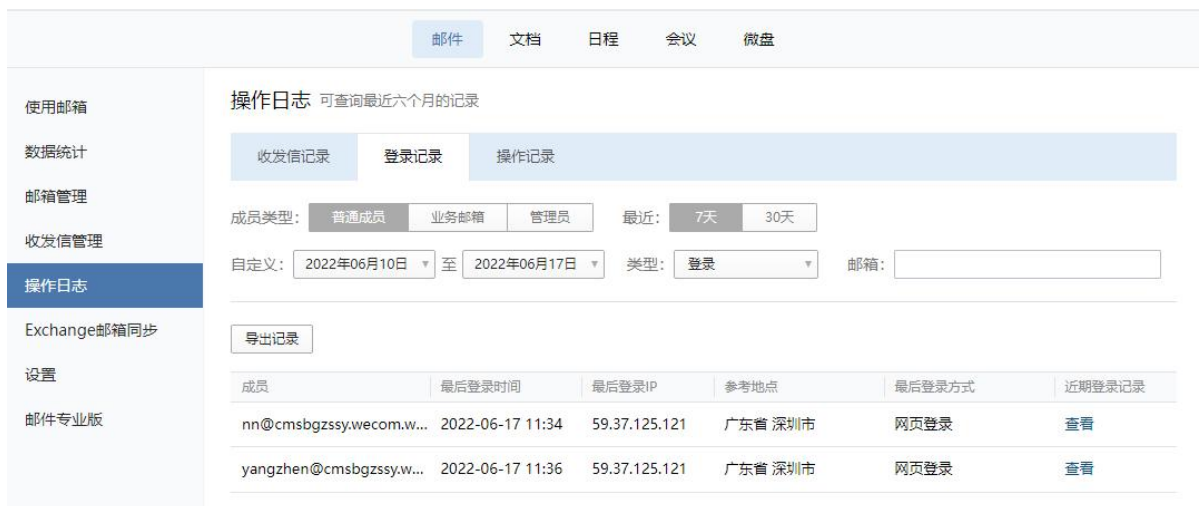 邮件 文档 日程 会议 微盘
使用邮箱
数据统计
邮箱管理
收发信管理
操作日志
Exchange邮箱同步
设置
邮件专业版
操作日志 可查询最近六个月的记录
收发信记录 登录记录 操作记录
成员类型： 普通成员 业务邮箱 管理员 最近： 7天 30天
自定义： 2022年06月10日 至 2022年06月17日 类型： 登录 邮箱：
导出记录
成员 最后登录时间 最后登录IP 参考地点 最后登录方式 近期登录记录
nn@cmsbgzssy.wecom.w... 2022-06-17 11:34 59.37.125.121 广东省 深圳市 网页登录 查看
yangzhen@cmsbgzssy.w... 2022-06-17 11:36 59.37.125.121 广东省 深圳市 网页登录 查看